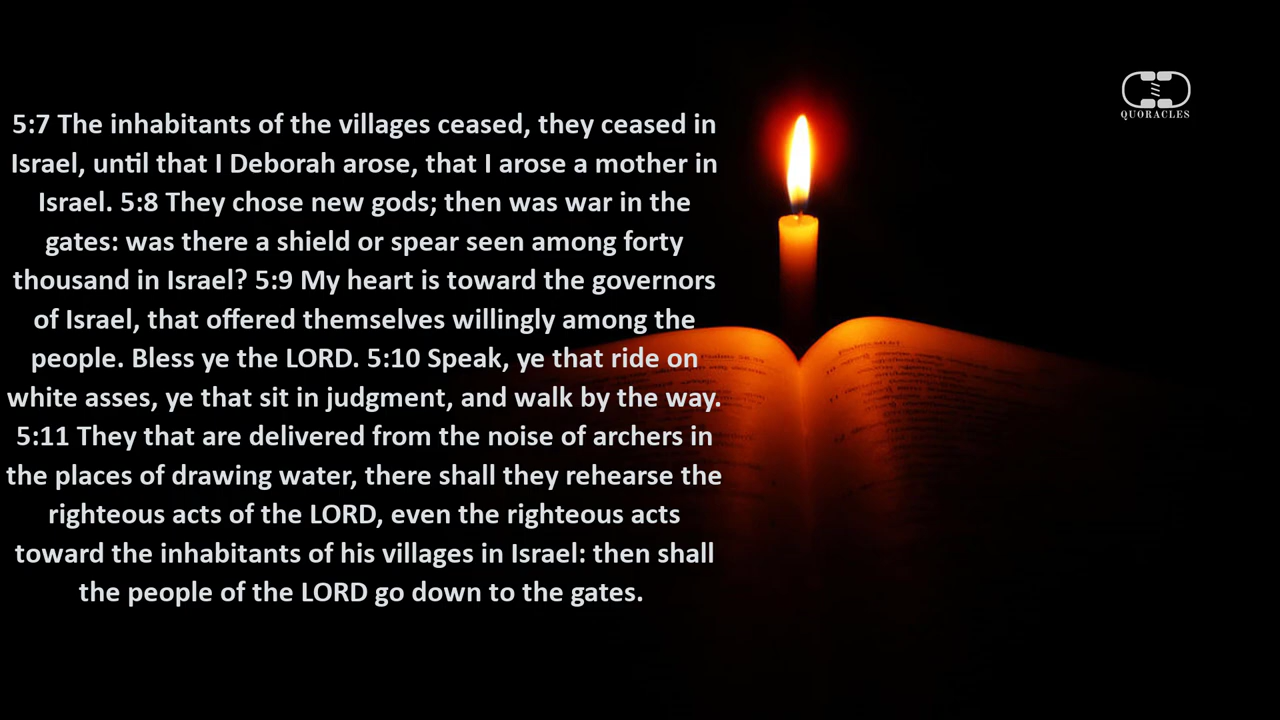 QUORACLES
5:7 The inhabitants of the villages ceased, they ceased in
Israel, until that I Deborah arose, that I arose a mother in
Israel. 5:8 They chose new gods; then was war in the
gates: was there a shield or spear seen among forty
thousand in Israel? 5:9 My heart is toward the governors
of Israel, that offered themselves willingly among the
people. Bless ye the LORD. 5:10 Speak, ye that ride on
white asses, ye that sit in judgment, and walk by the way.
5:11 They that are delivered from the noise of archers in
the places of drawing water, there shall they rehearse the
righteous acts of the LORD, even the righteous acts
toward the inhabitants of his villages in Israel: then shall
the people of the LORD go down to the gates.